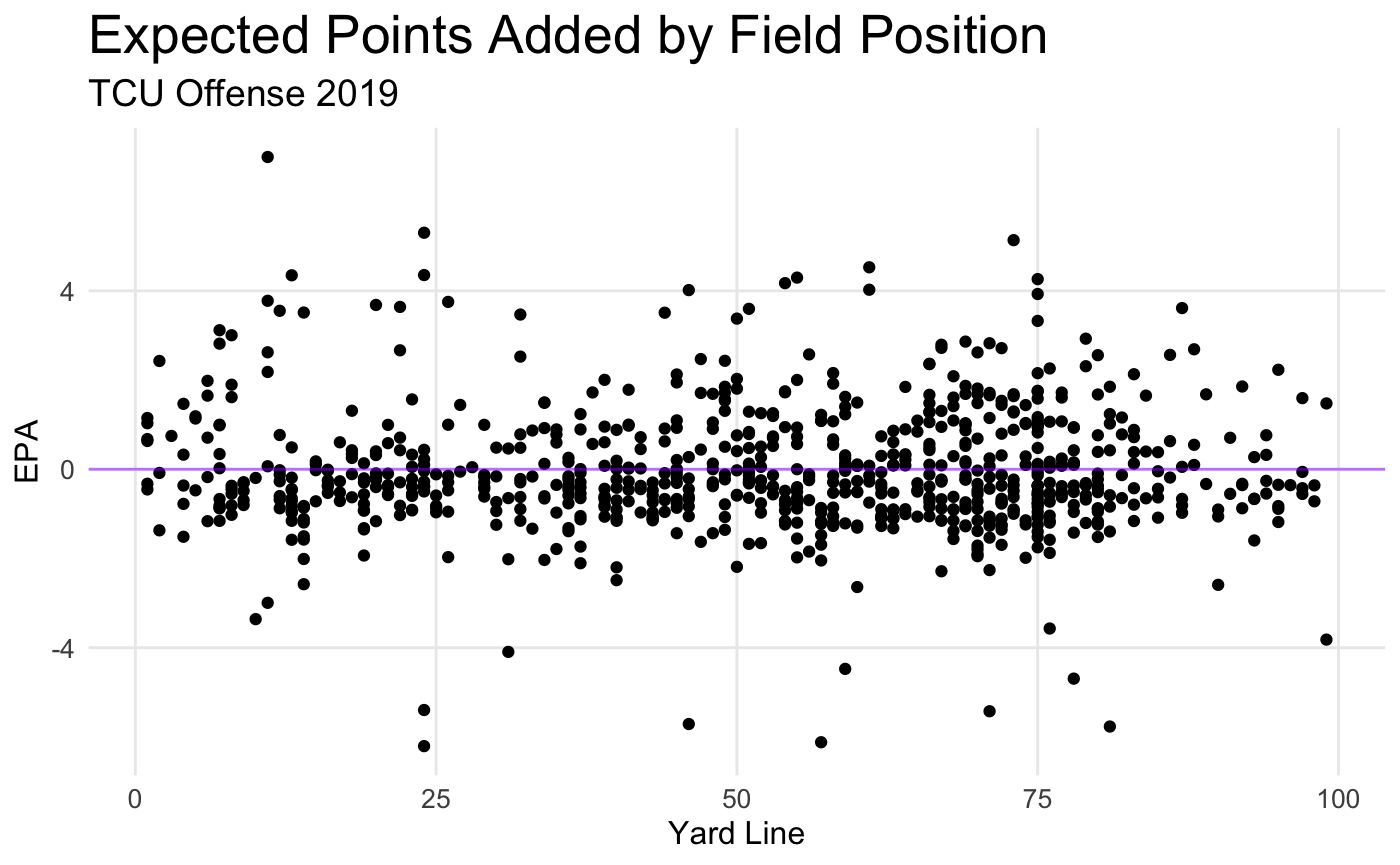 Expected Points Added by Field Position
TCU Offense 2019
4
0
-4
EPA
0 25 50 75 100
Yard Line